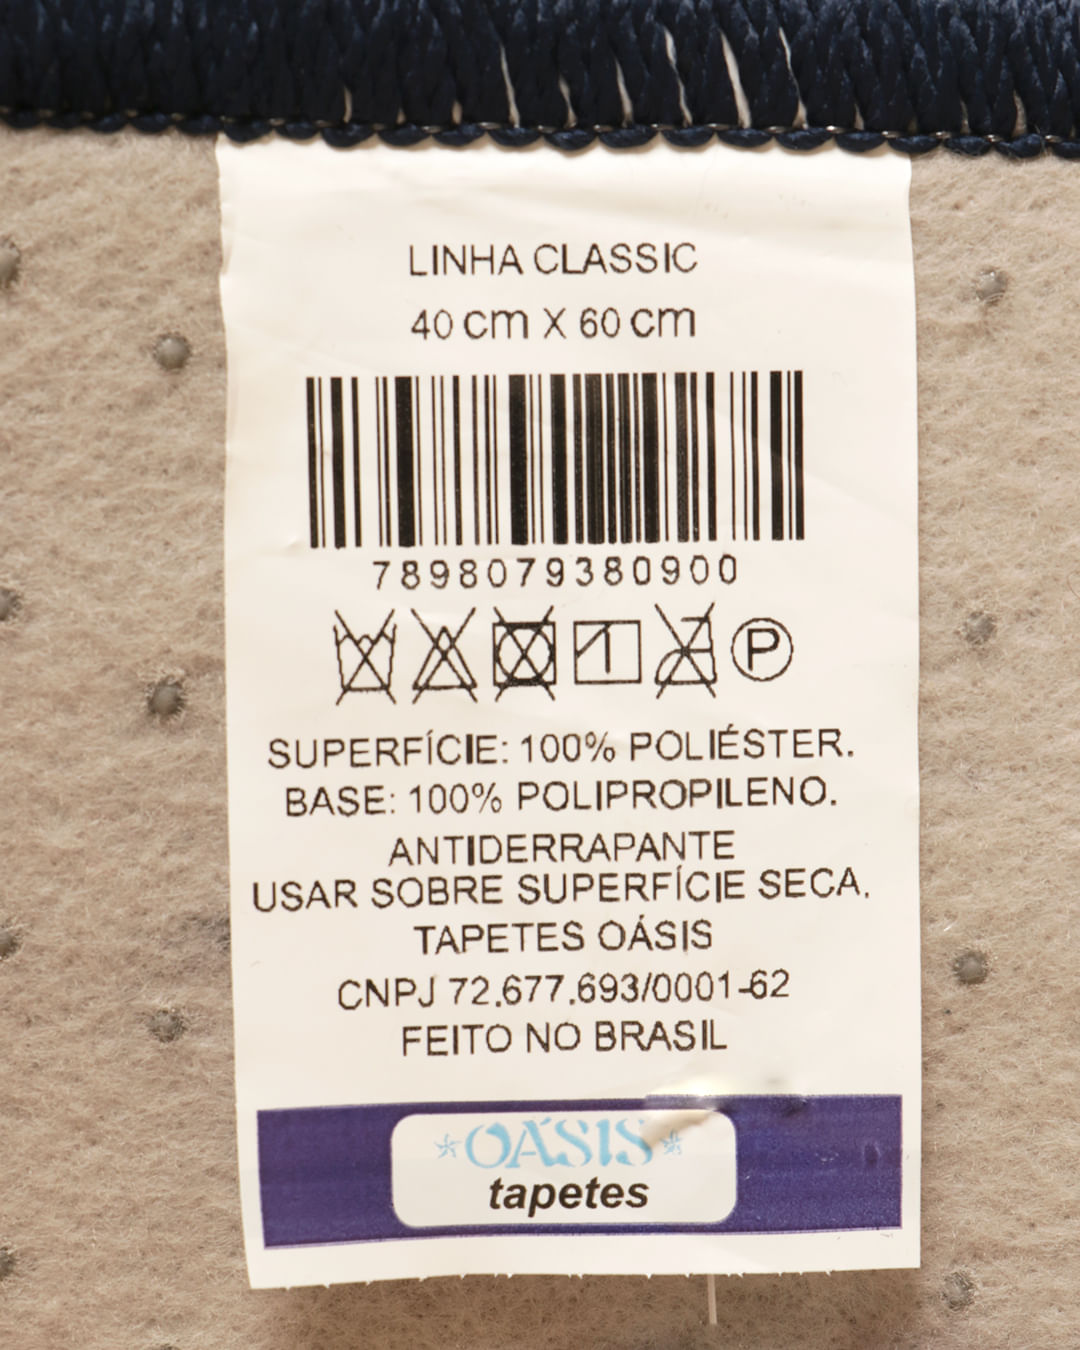 LINHA CLASSIC
40 cm X 60 cm
7898079380900
P
SUPERFÍCIE: 100% POLIÉSTER.
BASE: 100% POLIPROPILENO.
ANTIDERRAPANTE
USAR SOBRE SUPERFÍCIE SECA.
TAPETES OÁSIS
CNPJ 72.677.693/0001-62
FEITO NO BRASIL
OÁSIS
tapetes